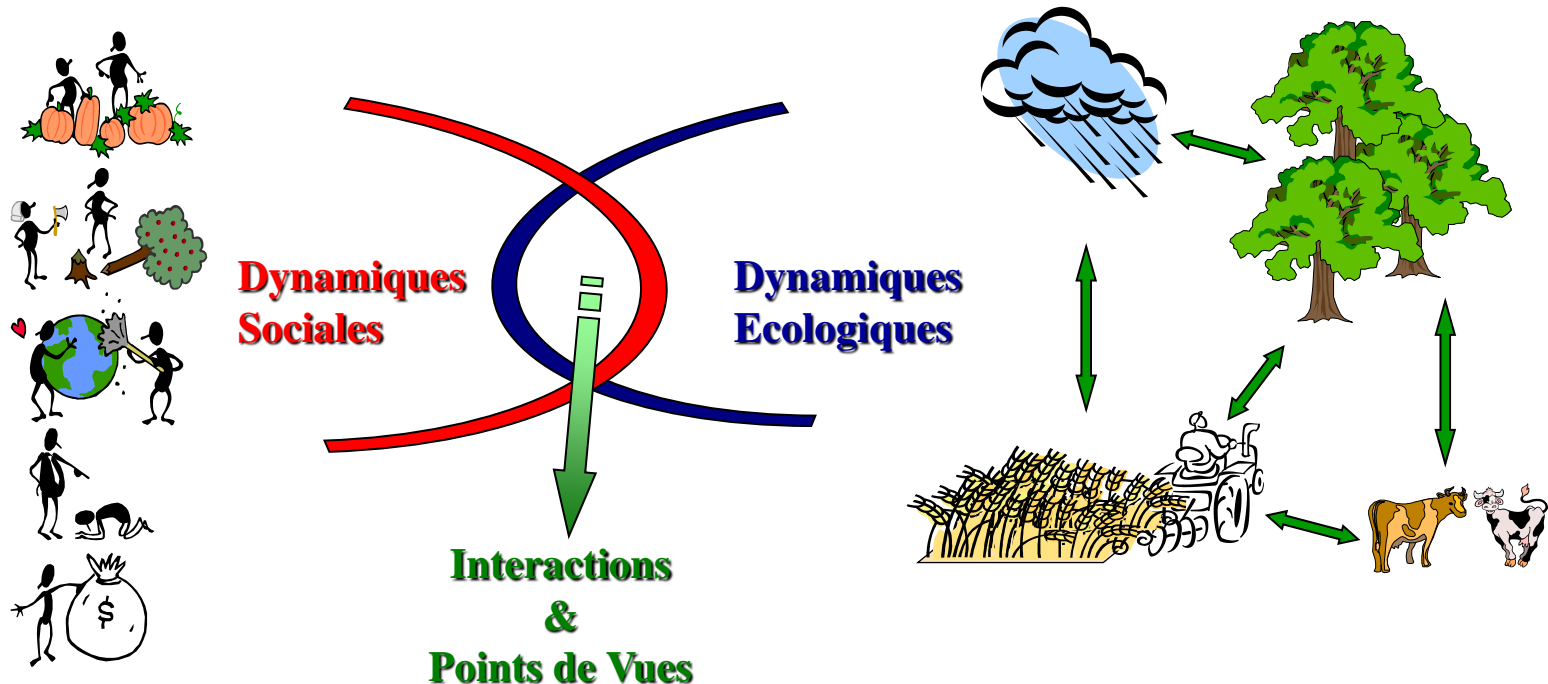 Dynamiques
Sociales
Dynamiques
Ecologiques
Interactions
&
Points de Vues
$